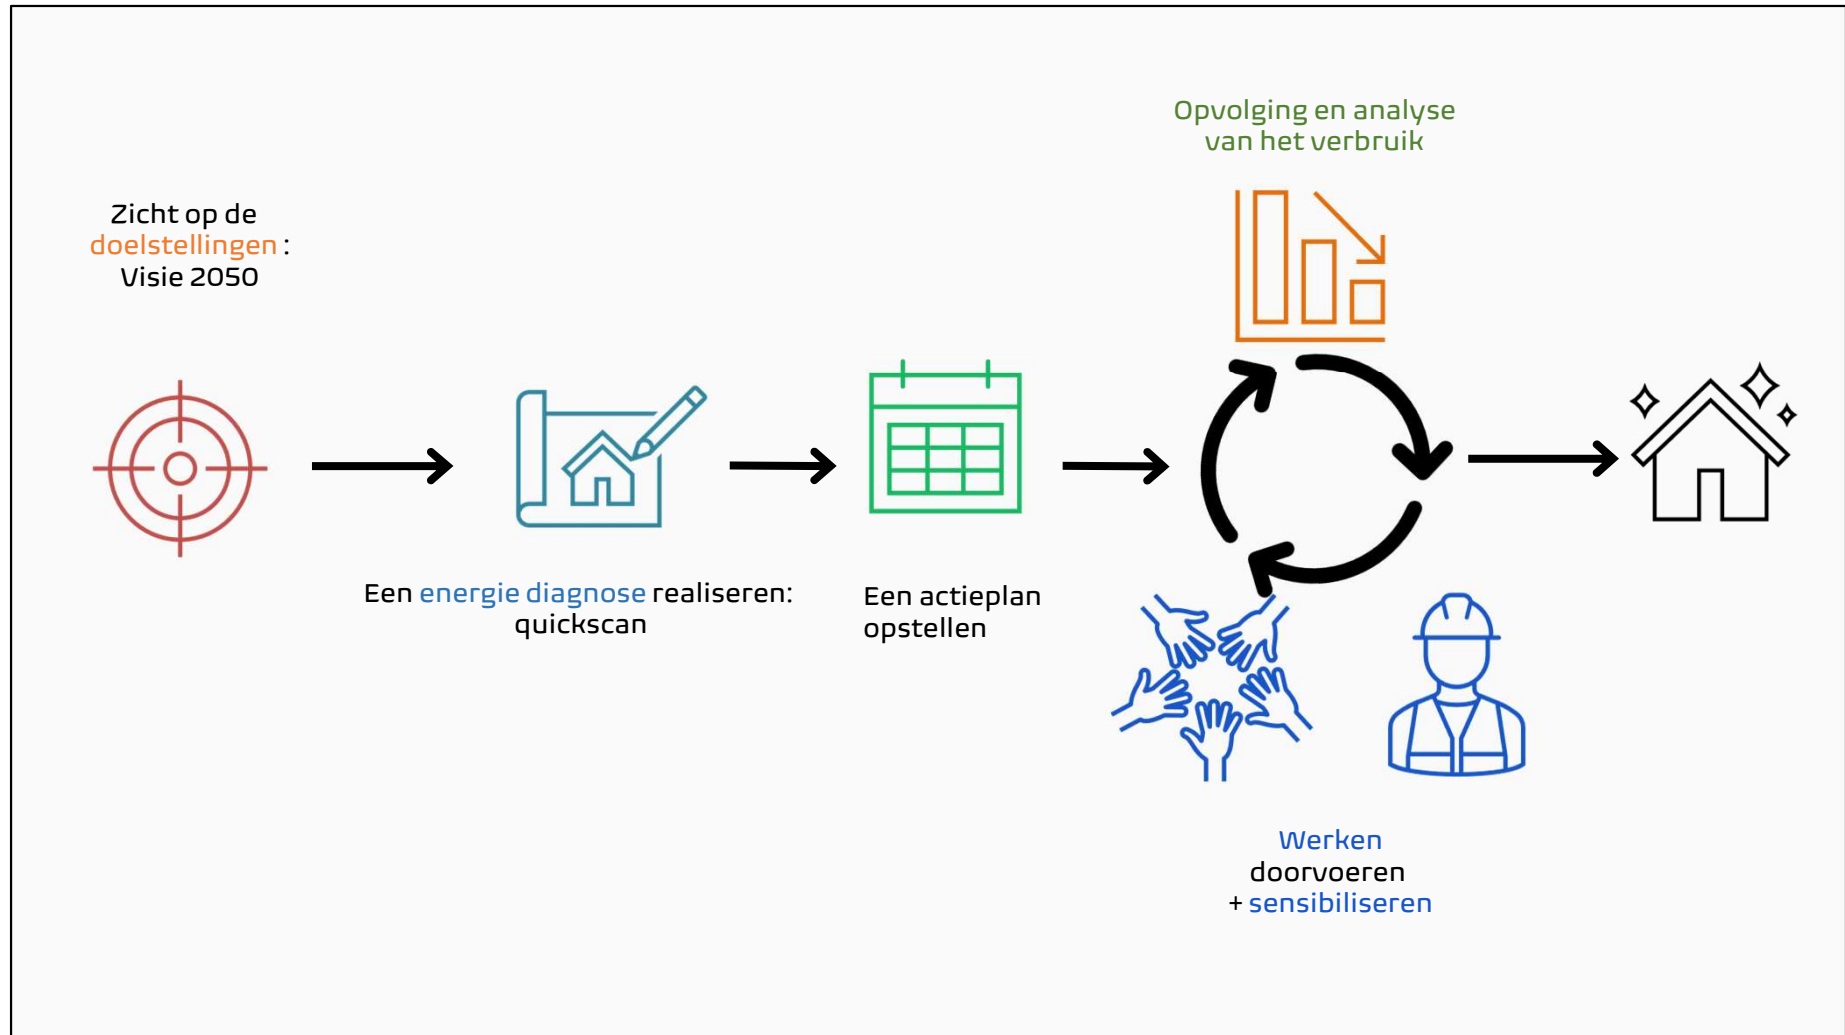 Zicht op de
doelstellingen :
Visie 2050
Een energie diagnose realiseren:
quickscan
Een actieplan
opstellen
Opvolging en analyse
van het verbruik
Werken
doorvoeren
+ sensibiliseren